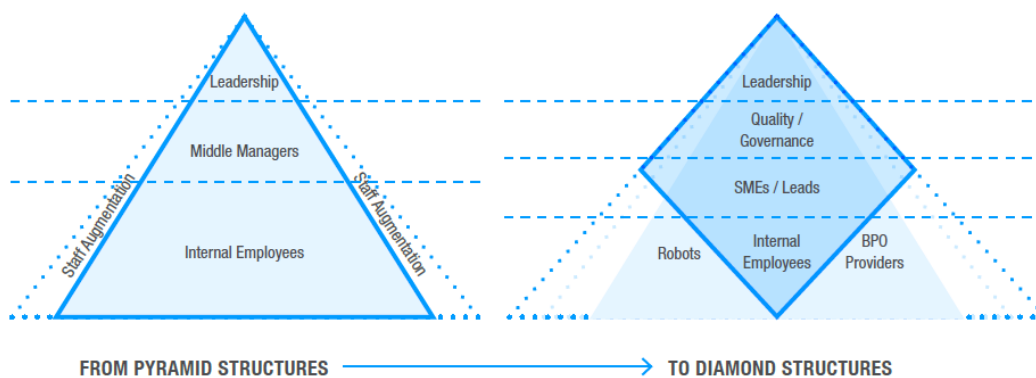 Leadership
Middle Managers
Staff Augmentation
Staff Augmentation
Internal Employees
Leadership
Quality /
Governance
SMEs / Leads
Robots
Internal
Employees
BPO
Providers
FROM PYRAMID STRUCTURES
TO DIAMOND STRUCTURES